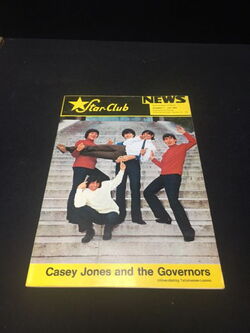 Star-Club
NEWS
Casey Jones and the Governors